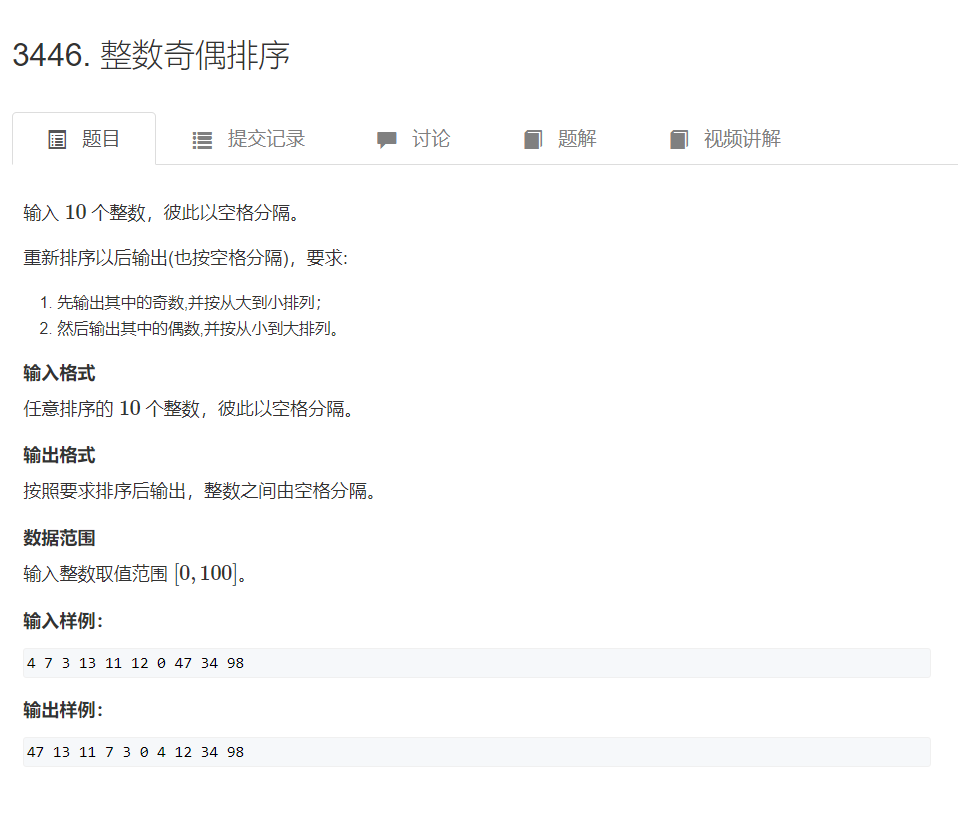 3446. 整数奇偶排序
题目 提交记录 讨论 题解 视频讲解
输入 10 个整数，彼此以空格分隔。
重新排序以后输出(也按空格分隔)，要求:
1. 先输出其中的奇数,并按从大到小排列；
2. 然后输出其中的偶数,并按从小到大排列。
输入格式
任意排序的 10 个整数，彼此以空格分隔。
输出格式
按照要求排序后输出，整数之间由空格分隔。
数据范围
输入整数取值范围 [0, 100]。
输入样例：
4 7 3 13 11 12 0 47 34 98
输出样例：
47 13 11 7 3 0 4 12 34 98